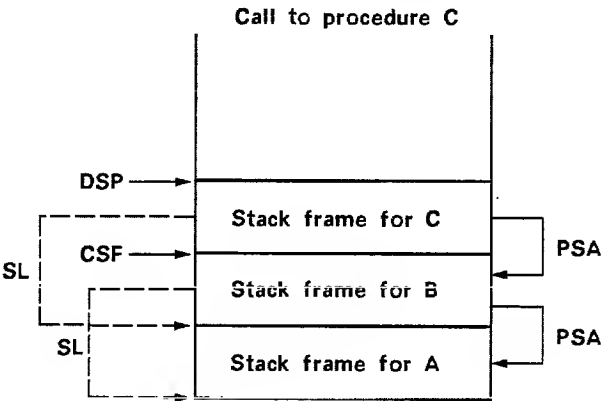 Call to procedure C
DSP
Stack frame for C
CSF
PSA
SL
Stack frame for B
SL
PSA
Stack frame for A